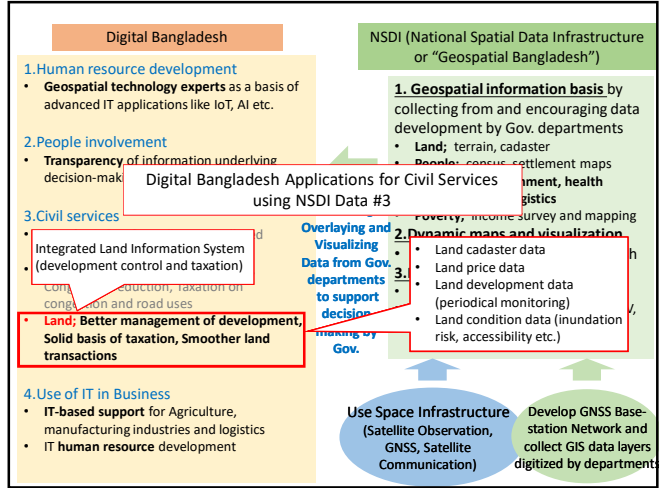 Digital Bangladesh
1.Human resource development
• Geospatial technology experts as a basis of
advanced IT applications like IoT, AI etc.
2.People involvement
• Transparency of information underlying
decision-mak
3.Civil services
•
•
congestion and road uses
• Land; Better management of development,
Solid basis of taxation, Smoother land
transactions
4.Use of IT in Business
• IT-based support for Agriculture,
manufacturing industries and logistics
• IT human resource development
Digital Bangladesh Applications for Civil Services
using NSDI Data #3
Integrated Land Information System
(development control and taxation)
Overlaying and
Visualizing
Data from Gov.
departments
to support
decision
making by
Gov.
NSDI (National Spatial Data Infrastructure
or “Geospatial Bangladesh”)
1. Geospatial information basis by
collecting from and encouraging data
development by Gov. departments
• Land; terrain, cadaster
• People; census, settlement maps
nment, health
gistics
• Poverty; income survey and mapping
2.Dynamic maps and visualization
3.
• Land cadaster data
• Land price data
• Land development data
(periodical monitoring)
• Land condition data (inundation
risk, accessibility etc.)
Use Space Infrastructure
(Satellite Observation,
GNSS, Satellite
Communication)
Develop GNSS Base-
station Network and
collect GIS data layers
digitized by departments